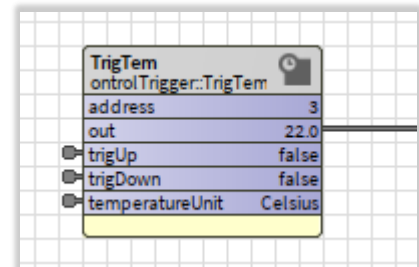 TrigTem
ontrolTrigger::TrigTem
address 3
out 22.0
trigUp false
trigDown false
temperatureUnit Celsius